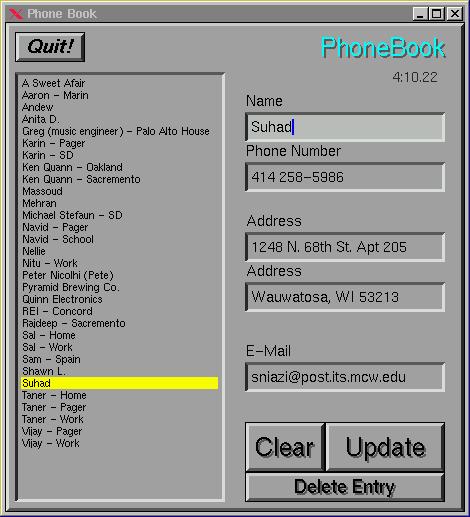 Phone Book
Quit!
PhoneBook
4:10.22
A Sweet Afair
Aaron - Marin
Andew
Anita D.
Greg (music engineer) - Palo Alto House
Karin - Pager
Karin - SD
Ken Quann - Oakland
Ken Quann - Sacramento
Massoud
Mehran
Michael Stefaun - SD
Navid - Pager
Navid - School
Nellie
Nitu - Work
Peter Nicolhi (Pete)
Pyramid Brewing Co.
Quinn Electronics
REI - Concord
Rajdeep - Sacramento
Sal - Home
Sal - Work
Sam - Spain
Shawn L.
Suhad
Taner - Home
Taner - Pager
Taner - Work
Vijay - Pager
Vijay - Work
Name
Suhad
Phone Number
414 258-5986
Address
1248 N. 68th St. Apt 205
Address
Wauwatosa, WI 53213
E-Mail
sniazi@post.its.mcw.edu
Clear Update
Delete Entry